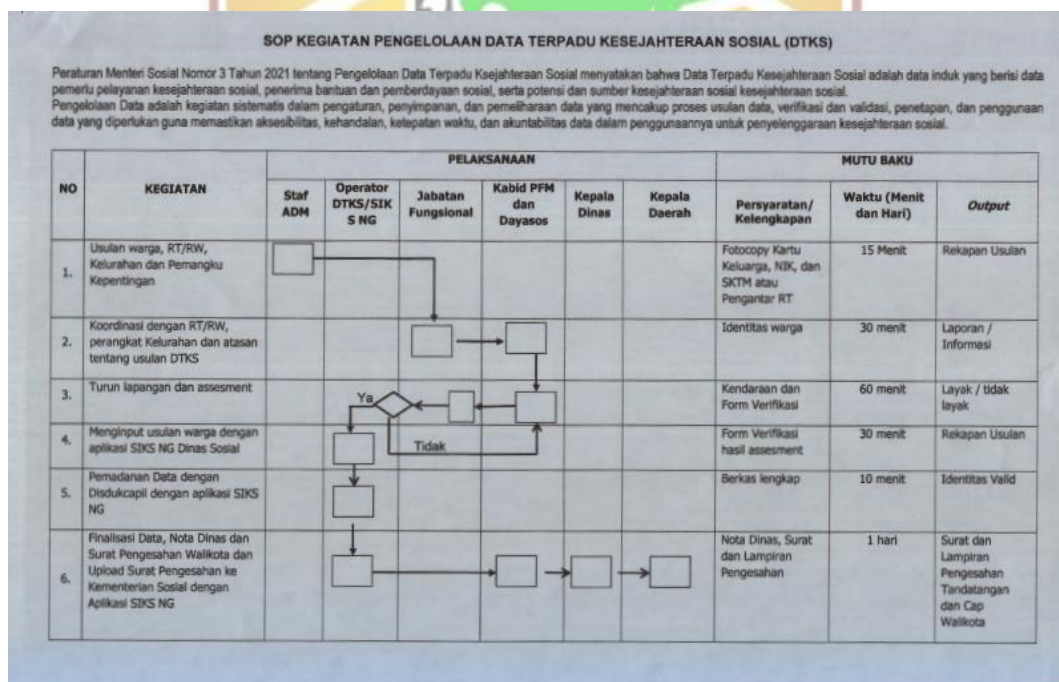 SOP KEGIATAN PENGELOLAAN DATA TERPADU KESEJAHTERAAN SOSIAL (DTKS)
Peraturan Menteri Sosial Nomor 3 Tahun 2021 tentang Pengelolaan Data Terpadu Ksejahteraan Sosial menyatakan bahwa Data Terpadu Kesejahteraan Sosial adalah data induk yang berisi data
pemerlu pelayanan kesejahteraan sosial, penerima bantuan dan pemberdayaan sosial, serta potensi dan sumber kesejahteraan sosial kesejahteraan sosial.
Pengelolaan Data adalah kegiatan sistematis dalam pengaturan, penyimpanan, dan pemeliharaan data yang mencakup proses usulan data, verifikasi dan validasi, penetapan, dan penggunaan
data yang diperlukan guna memastikan aksesibilitas, kehandalan, ketepatan waktu, dan akuntabilitas data dalam penggunaannya untuk penyelenggaraan kesejahteraan sosial.
NO
KEGIATAN
PELAKSANAAN
MUTU BAKU
Staf
ADM
Operator
DTKS/SIK
S NG
Jabatan
Fungsional
Kabid PFM
dan
Dayasos
Kepala
Dinas
Kepala
Daerah
Persyaratan/
Kelengkapan
Waktu (Menit
dan Hari)
Output
1.
Usulan warga, RT/RW,
Kelurahan dan Pemangku
Kepentingan
Fotocopy Kartu
Keluarga, NIK, dan
SKTM atau
Pengantar RT
15 Menit
Rekapan Usulan
2.
Koordinasi dengan RT/RW,
perangkat Kelurahan dan atasan
tentang usulan DTKS
Identitas warga
30 menit
Laporan /
Informasi
3.
Turun lapangan dan assesment
Ya
Kendaraan dan
Form Verifikasi
60 menit
Layak / tidak
layak
4.
Menginput usulan warga dengan
aplikasi SIKS NG Dinas Sosial
Tidak
Form Verifikasi
hasil assesment
30 menit
Rekapan Usulan
5.
Pemadanan Data dengan
Disdukcapil dengan aplikasi SIKS
NG
Berkas lengkap
10 menit
Identitas Valid
6.
Finalisasi Data, Nota Dinas dan
Surat Pengesahan Walikota dan
Upload Surat Pengesahan ke
Kementerian Sosial dengan
Aplikasi SIKS NG
Nota Dinas, Surat
dan Lampiran
Pengesahan
1 hari
Surat dan
Lampiran
Pengesahan
Tandatangan
dan Cap
Walikota